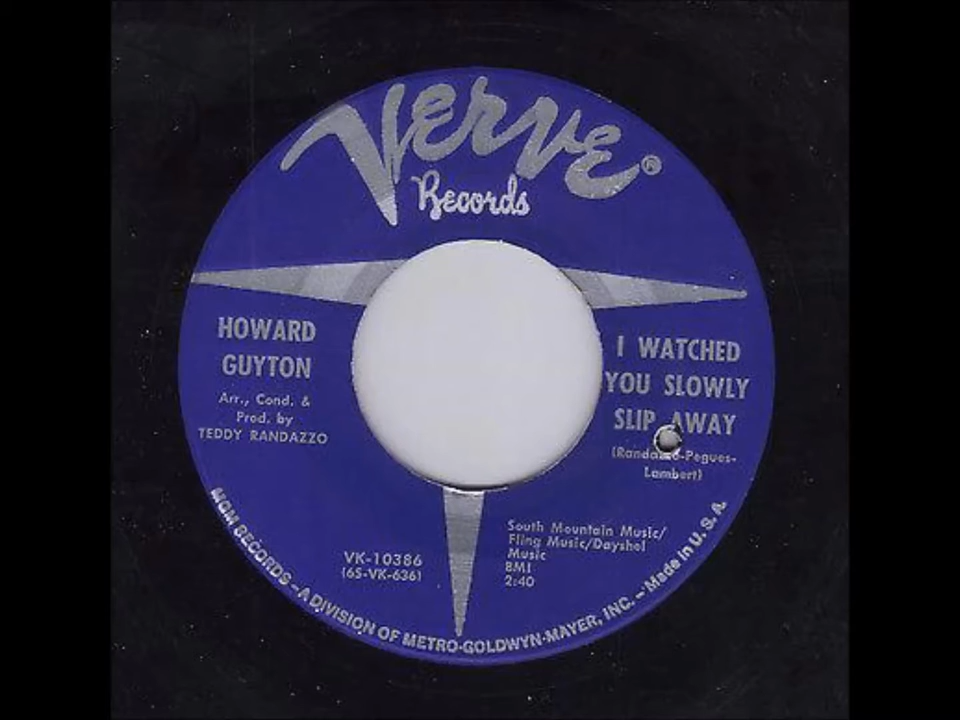 Verve®
Records
HOWARD
GUYTON
Arr., Cond. &
Prod. by
TEDDY RANDAZZO
I WATCHED
YOU SLOWLY
SLIP AWAY
(Randazzo-Pegues-
Lambert)
VK-10386
(65-VK-636)
South Mountain Music/
Fling Music/Dayshel
Music
BMI
2:40
MGM RECORDS – A DIVISION OF METRO-GOLDWYN-MAYER, INC. – Made in U. S. A.